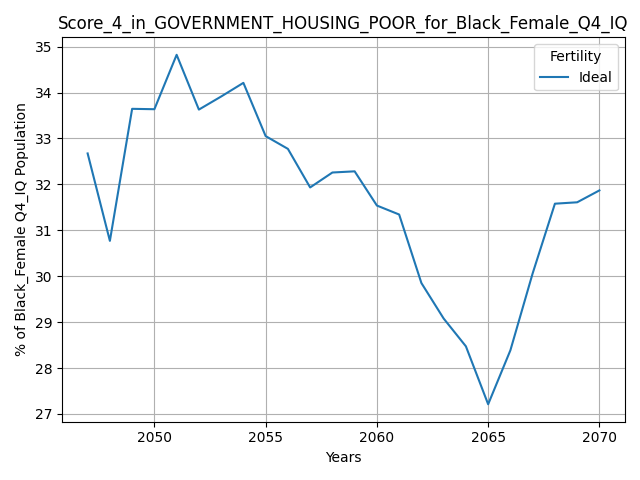 Score_4_in_GOVERNMENT_HOUSING_POOR_for_Black_Female_Q4_IQ
Fertility
Ideal
% of Black_Female Q4_IQ Population
35
34
33
32
31
30
29
28
27
2050
2055
2060
2065
2070
Years